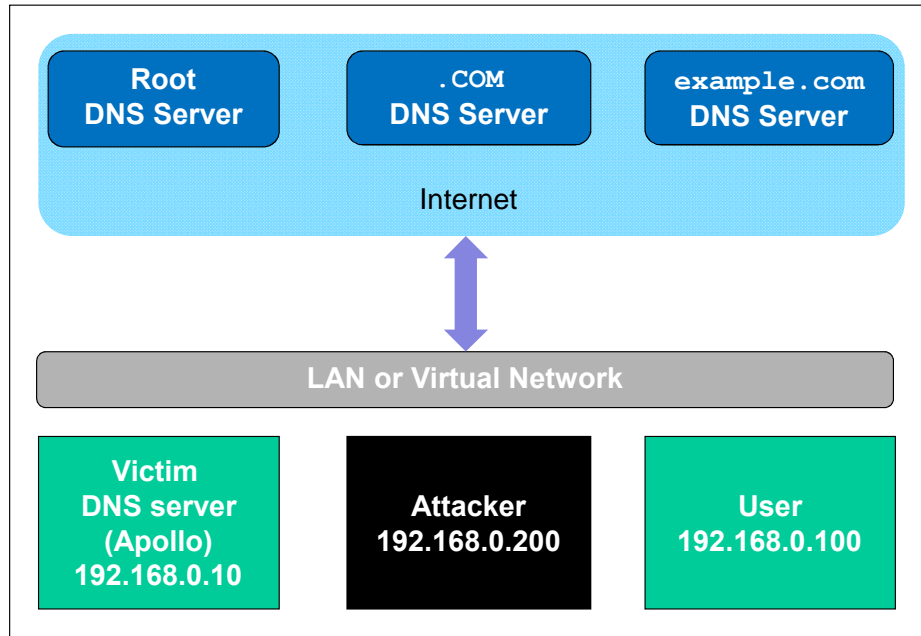 Root
DNS Server
.COM
DNS Server
example.com
DNS Server
Internet
LAN or Virtual Network
Victim
DNS server
(Apollo)
192.168.0.10
Attacker
192.168.0.200
User
192.168.0.100